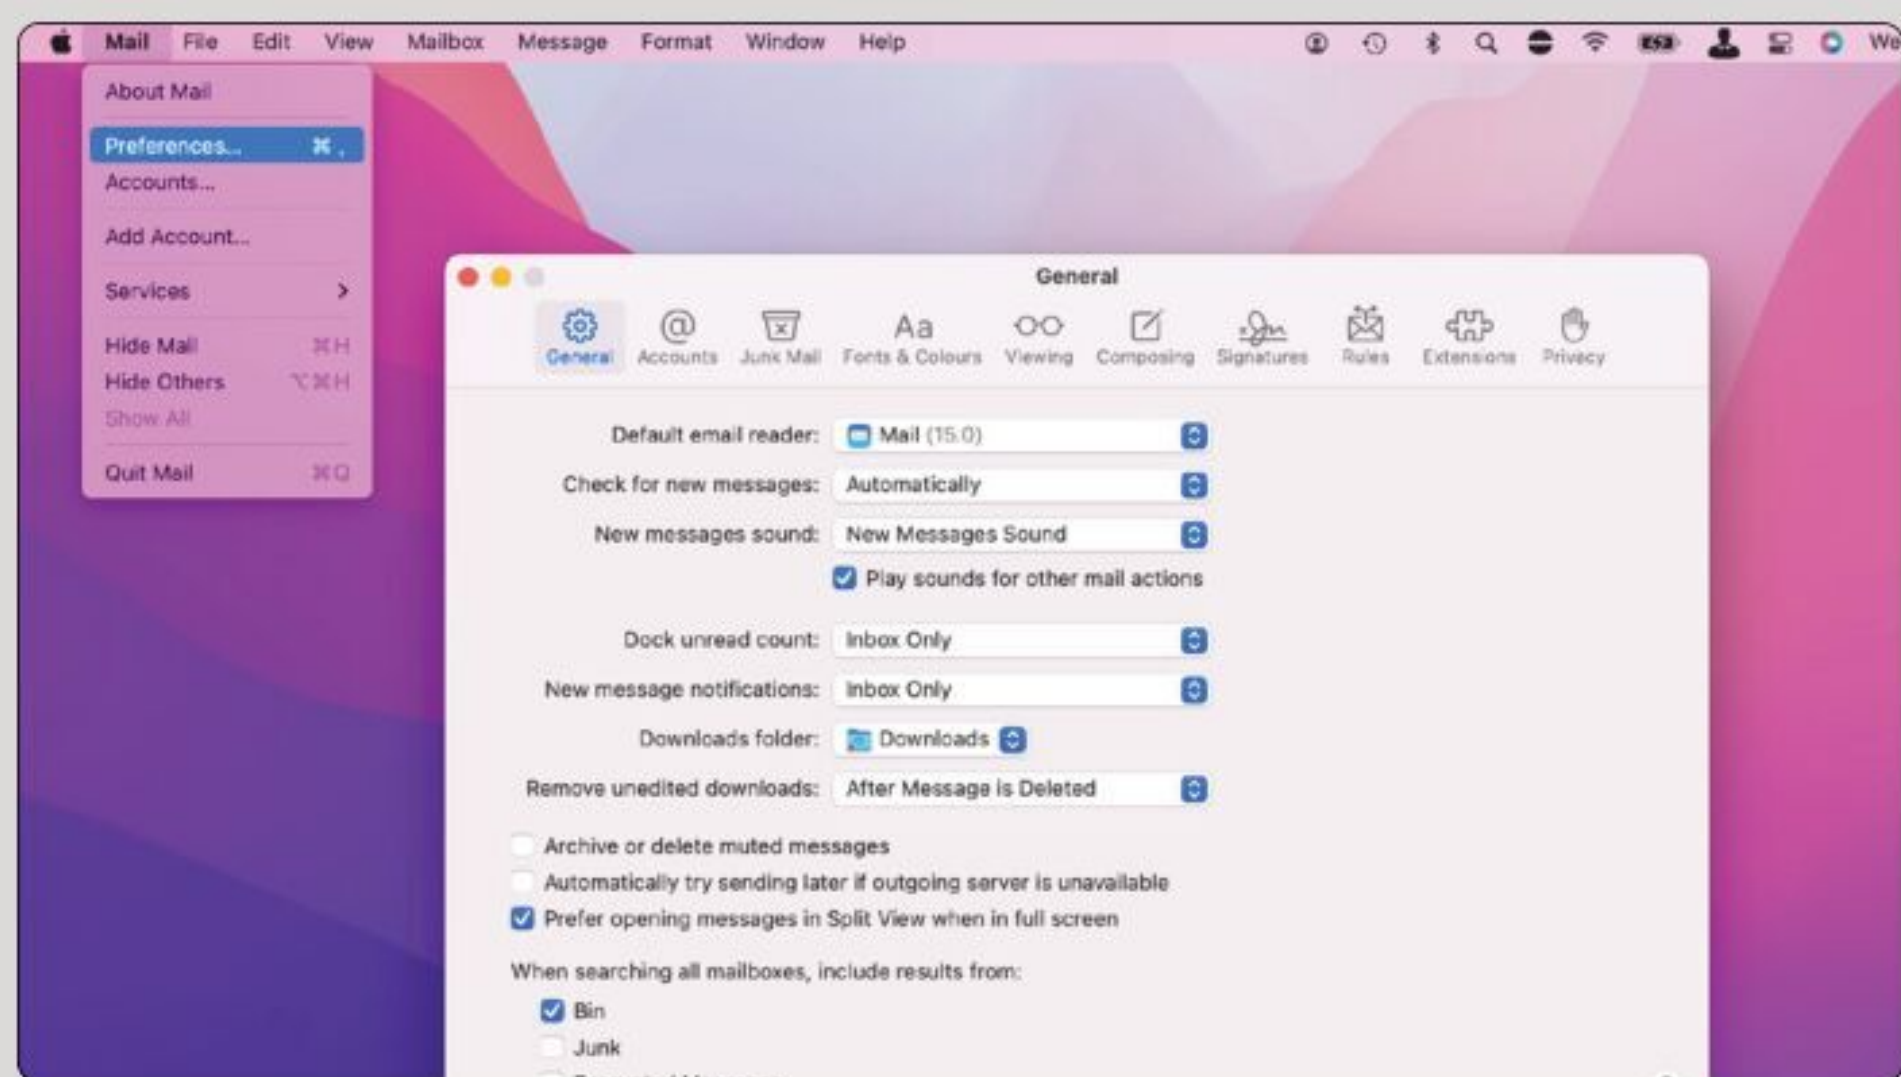 Mail File Edit View Mailbox Message Format Window Help We
About Mail
Preferences... ⌘ ,
Accounts...
Add Account...
Services >
Hide Mail ⌘H
Hide Others ⌥⌘H
Show All
Quit Mail ⌘Q
General
General Accounts Junk Mail Fonts & Colours Viewing Composing Signatures Rules Extensions Privacy
Default email reader: Mail (15.0)
Check for new messages: Automatically
New messages sound: New Messages Sound
Play sounds for other mail actions
Dock unread count: Inbox Only
New message notifications: Inbox Only
Downloads folder: Downloads
Remove unedited downloads: After Message is Deleted
Archive or delete muted messages
Automatically try sending later if outgoing server is unavailable
Prefer opening messages in Split View when in full screen
When searching all mailboxes, include results from:
Bin
Junk